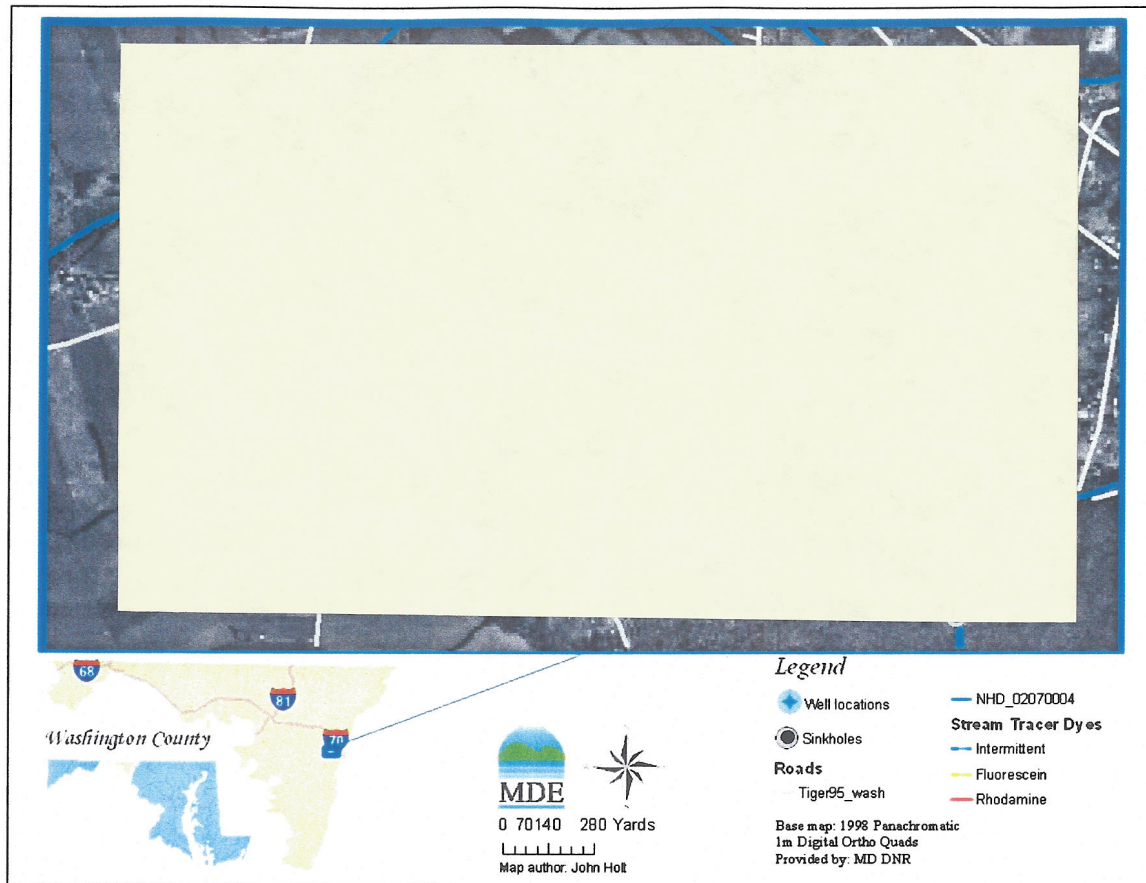 68
81
70
Washington County
MDE
0 70140 280 Yards
Map author: John Holt
Legend
Well locations
Sinkholes
Roads
Tiger95_wash
NHD_02070004
Stream Tracer Dyes
Intermittent
Fluorescein
Rhodamine
Base map: 1998 Panachromatic
1m Digital Ortho Quads
Provided by: MD DNR